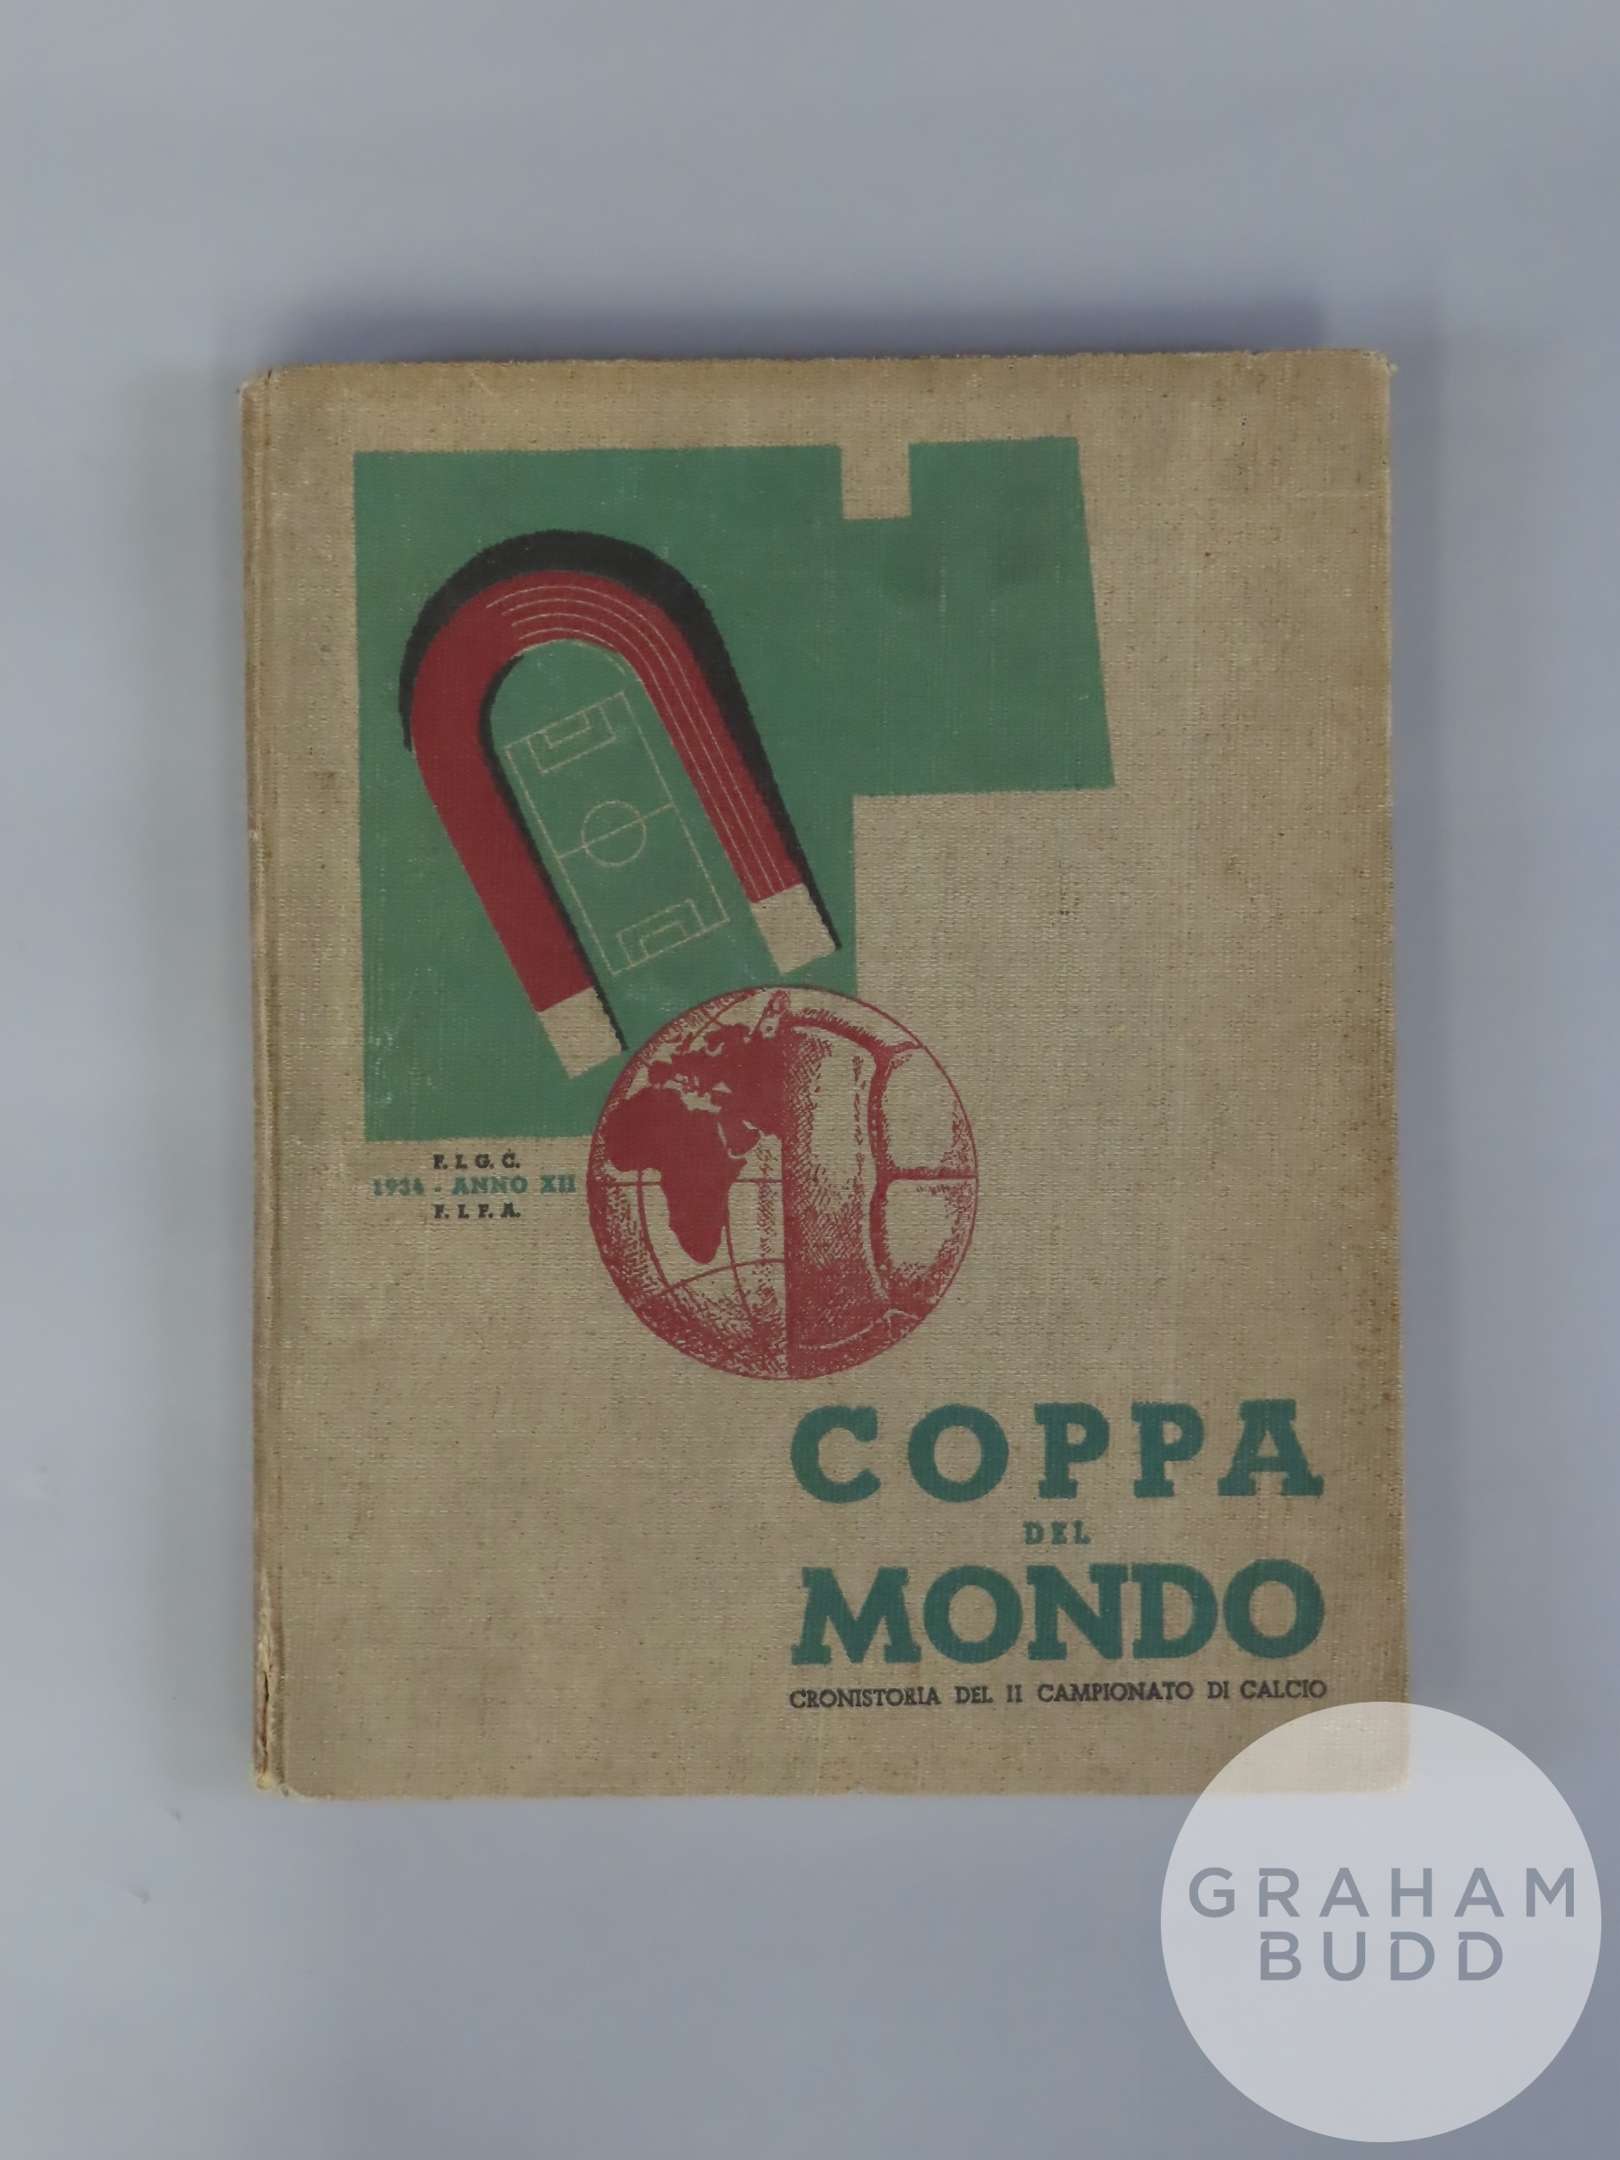 F. I. G. C.
1934 - ANNO XII
F. I. F. A.
COPPA
DEL
MONDO
CRONISTORIA DEL II CAMPIONATO DI CALCIO
GRAHAM
BUDD